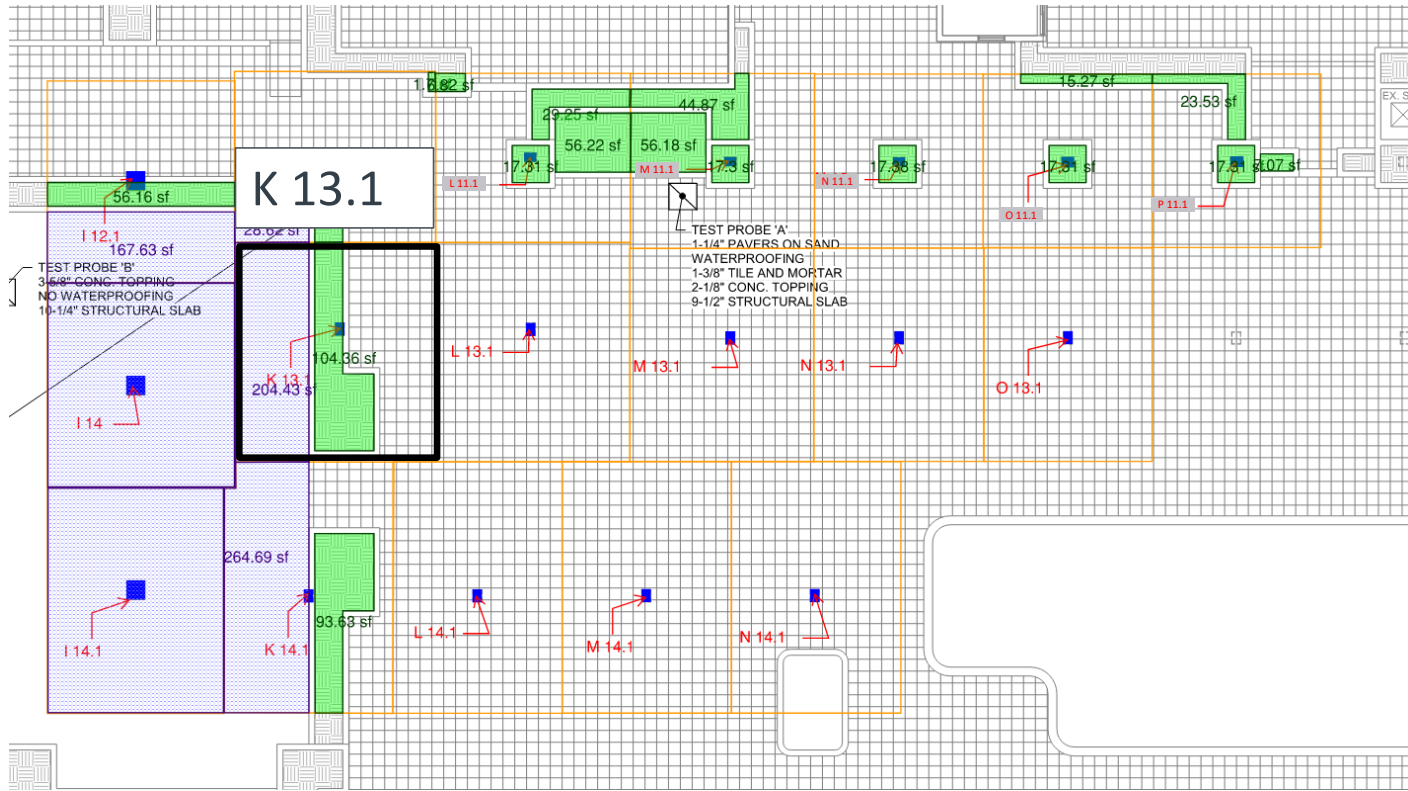 15.27 sf
23.53 sf
EX. S
44.87 sf
29.25 sf
56.22 sf
56.18 sf
17.31 sf
M 11.1
17.3 sf
L 11.1
N 11.1
17.38 sf
17.31 sf
17.31 sf
7.07 sf
O 11.1
P 11.1
K 13.1
56.16 sf
I 12.1
167.63 sf
28.62 sf
TEST PROBE 'A'
1-1/4" PAVERS ON SAND
WATERPROOFING
1-3/8" TILE AND MORTAR
2-1/8" CONC. TOPPING
9-1/2" STRUCTURAL SLAB
TEST PROBE 'B'
3-5/8" CONC. TOPPING
NO WATERPROOFING
10-1/4" STRUCTURAL SLAB
104.36 sf
K 13.1
204.43 sf
L 13.1
M 13.1
N 13.1
O 13.1
I 14
264.69 sf
93.63 sf
I 14.1
K 14.1
L 14.1
M 14.1
N 14.1